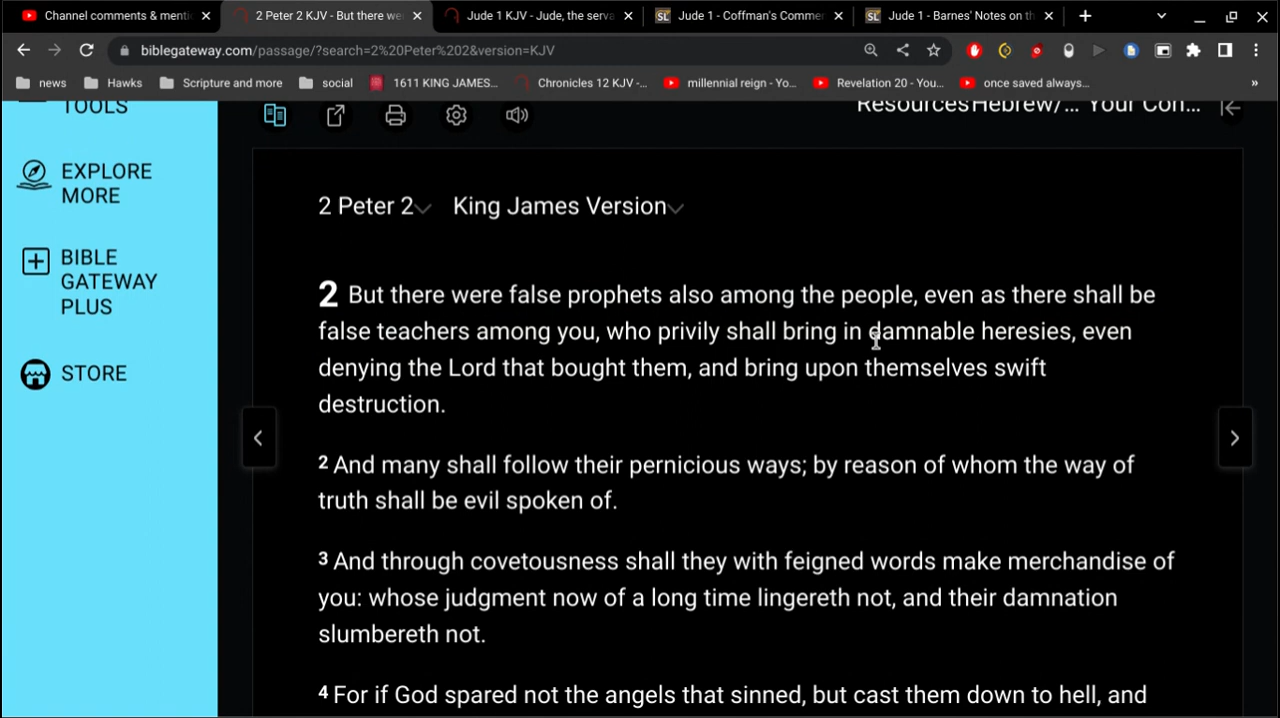 Channel comments & menti
2 Peter 2 KJV - But there we
Jude 1 KJV - Jude, the serva
Jude 1 - Coffman's Comme
Jude 1 - Barnes' Notes on th
biblegateway.com/passage/?search=2%20Peter%202&version=KJV
news
Hawks
Scripture and more
social
1611 KING JAMES...
Chronicles 12 KJV -...
millennial reign - Yo...
Revelation 20 - You...
once saved always...
»
TOOLS
EXPLORE
MORE
BIBLE
GATEWAY
PLUS
STORE
Resources Hebrew/... Your Con...
2 Peter 2 King James Version
2 But there were false prophets also among the people, even as there shall be
false teachers among you, who privily shall bring in damnable heresies, even
denying the Lord that bought them, and bring upon themselves swift
destruction.
2 And many shall follow their pernicious ways; by reason of whom the way of
truth shall be evil spoken of.
3 And through covetousness shall they with feigned words make merchandise of
you: whose judgment now of a long time lingereth not, and their damnation
slumbereth not.
4 For if God spared not the angels that sinned, but cast them down to hell, and